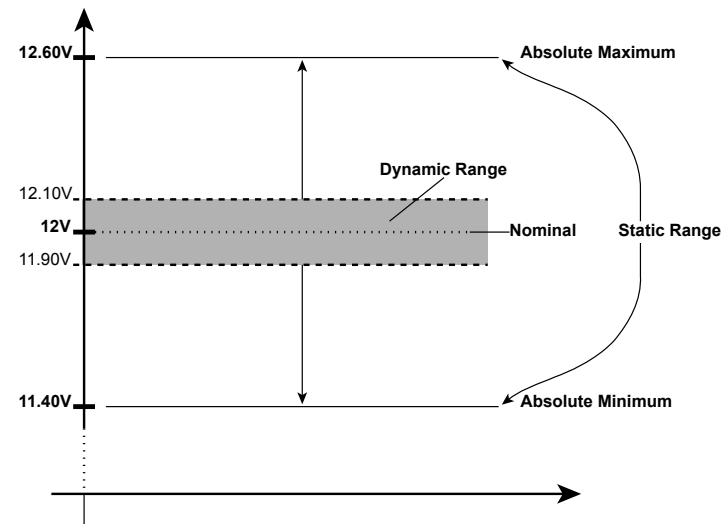 12.60V
Absolute Maximum
Dynamic Range
12.10V
12V
Nominal
Static Range
11.90V
11.40V
Absolute Minimum